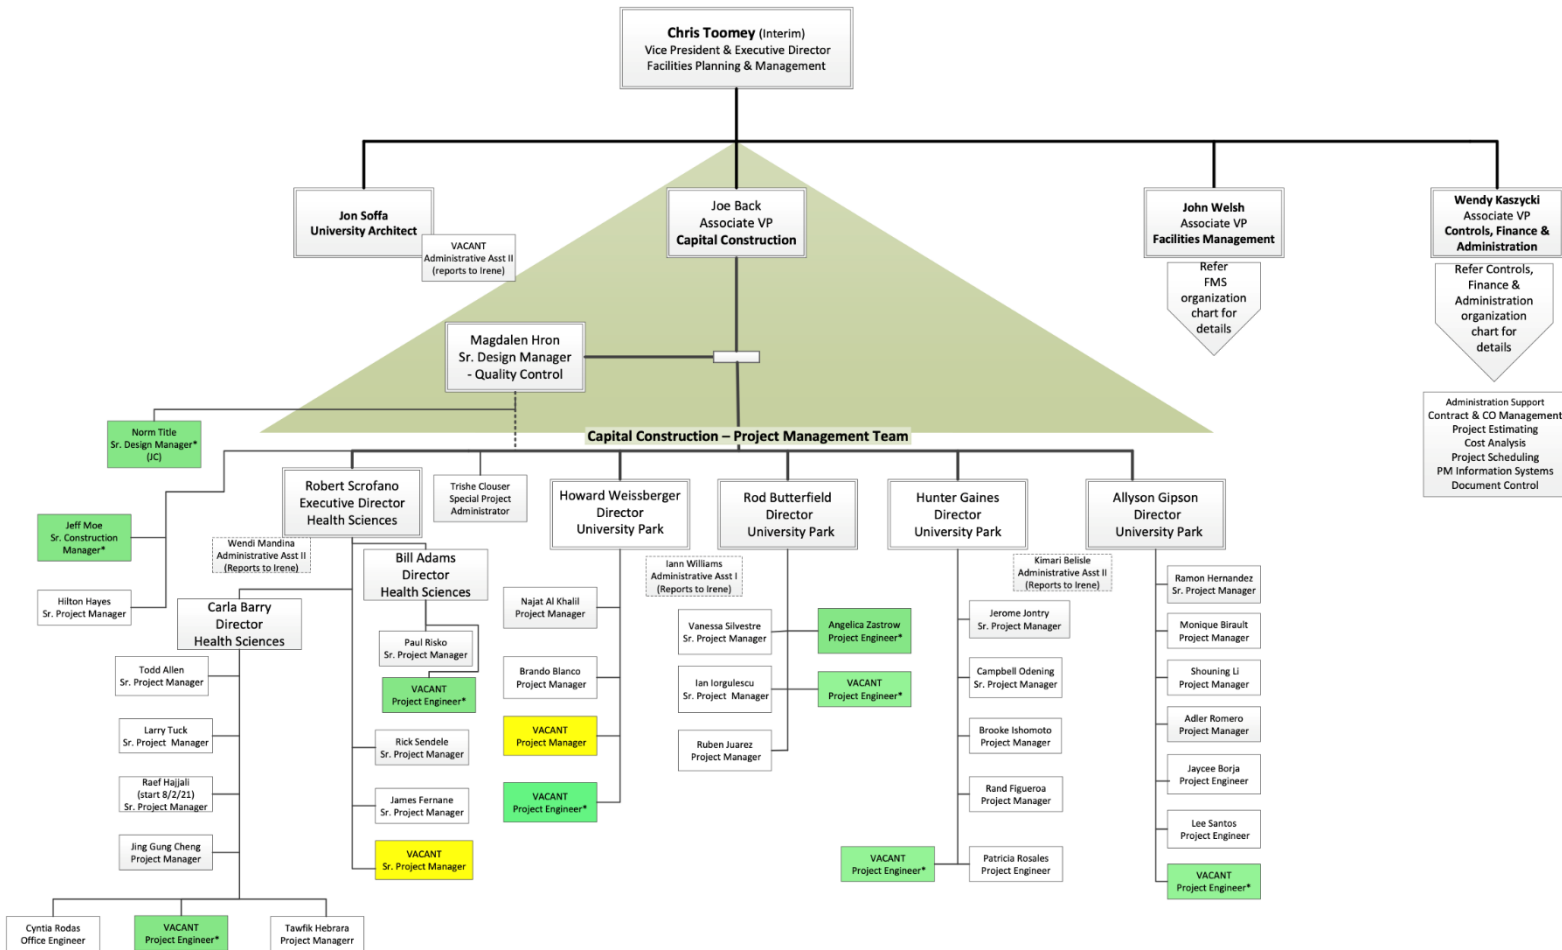 Chris Toomey (Interim)
Vice President & Executive Director
Facilities Planning & Management
Jon Soffa
University Architect
VACANT
Administrative Asst II
(reports to Irene)
Joe Back
Associate VP
Capital Construction
John Welsh
Associate VP
Facilities Management
Refer
FMS
organization
chart for
details
Wendy Kaszycki
Associate VP
Controls, Finance &
Administration
Refer Controls,
Finance &
Administration
organization
chart for
details
Administration Support
Contract & CO Management
Project Estimating
Cost Analysis
Project Scheduling
PM Information Systems
Document Control
Magdalen Hron
Sr. Design Manager
- Quality Control
Norm Title
Sr. Design Manager*
(JC)
Capital Construction – Project Management Team
Jeff Moe
Sr. Construction
Manager*
Hilton Hayes
Sr. Project Manager
Robert Scrofano
Executive Director
Health Sciences
Wendi Mandina
Administrative Asst II
(Reports to Irene)
Trishe Clouser
Special Project
Administrator
Carla Barry
Director
Health Sciences
Todd Allen
Sr. Project Manager
Larry Tuck
Sr. Project  Manager
Raef Hajjali
(start 8/2/21)
Sr. Project Manager
Jing Gung Cheng
Project Manager
Cyntia Rodas
Office Engineer
VACANT
Project Engineer*
Tawfik Hebrara
Project Managerr
Bill Adams
Director
Health Sciences
Paul Risko
Sr. Project Manager
VACANT
Project Engineer*
Rick Sendele
Sr. Project Manager
James Fernane
Sr. Project Manager
VACANT
Sr. Project Manager
Howard Weissberger
Director
University Park
Iann Williams
Administrative Asst I
(Reports to Irene)
Najat Al Khalil
Project Manager
Brando Blanco
Project Manager
VACANT
Project Manager
VACANT
Project Engineer*
Rod Butterfield
Director
University Park
Vanessa Silvestre
Sr. Project Manager
Angelica Zastrow
Project Engineer*
Ian Iorgulescu
Sr. Project  Manager
VACANT
Project Engineer*
Ruben Juarez
Project Manager
Hunter Gaines
Director
University Park
Kimari Belisle
Administrative Asst II
(Reports to Irene)
Jerome Jontry
Sr. Project Manager
Campbell Odening
Sr. Project Manager
Brooke Ishomoto
Project Manager
Rand Figueroa
Project Manager
VACANT
Project Engineer*
Patricia Rosales
Project Engineer
Allyson Gipson
Director
University Park
Ramon Hernandez
Sr. Project Manager
Monique Birault
Project Manager
Shouning Li
Project Manager
Adler Romero
Project Manager
Jaycee Borja
Project Engineer
Lee Santos
Project Engineer
VACANT
Project Engineer*